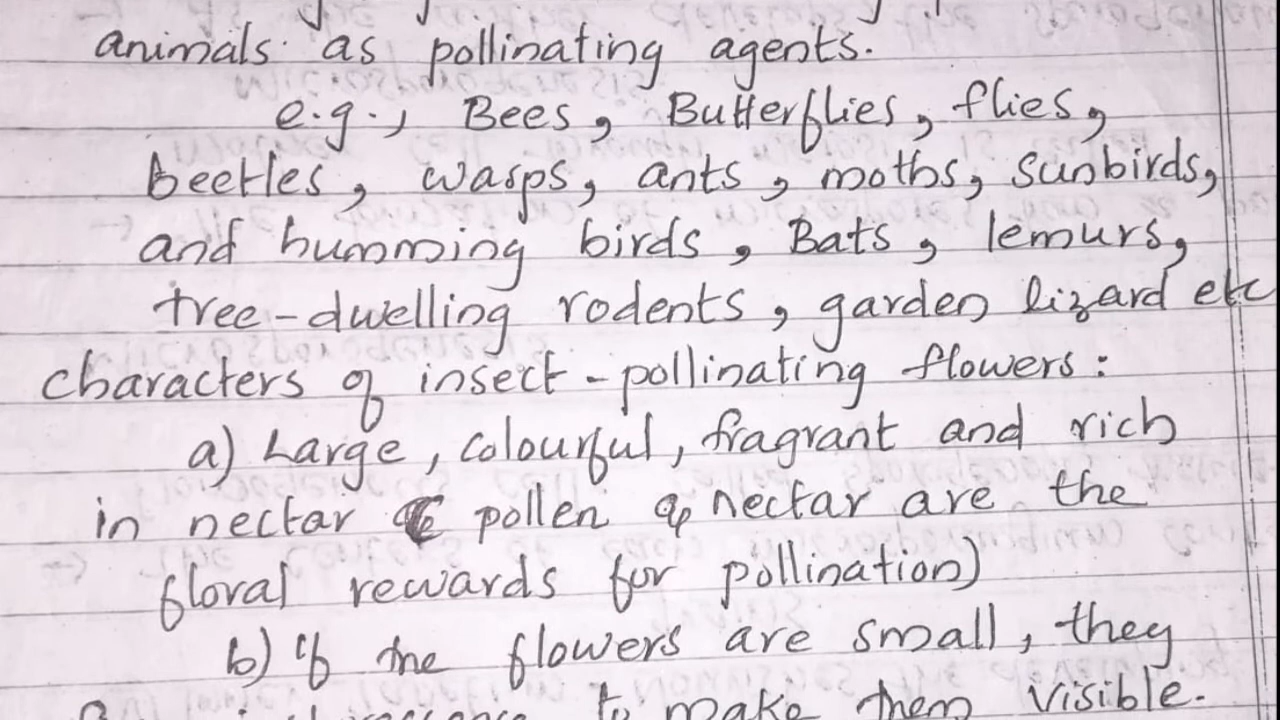 animals as pollinating agents.
e.g., Bees, Butterflies, flies,
beetles, wasps, ants, moths, sunbirds,
and humming birds, Bats, lemurs,
tree-dwelling rodents, garden lizard etc
characters of insect-pollinating flowers:
a) Large, colourful, fragrant and rich
in nectar ( pollen & nectar are the
floral rewards for pollination)
b) If the flowers are small, they
to make them visible.